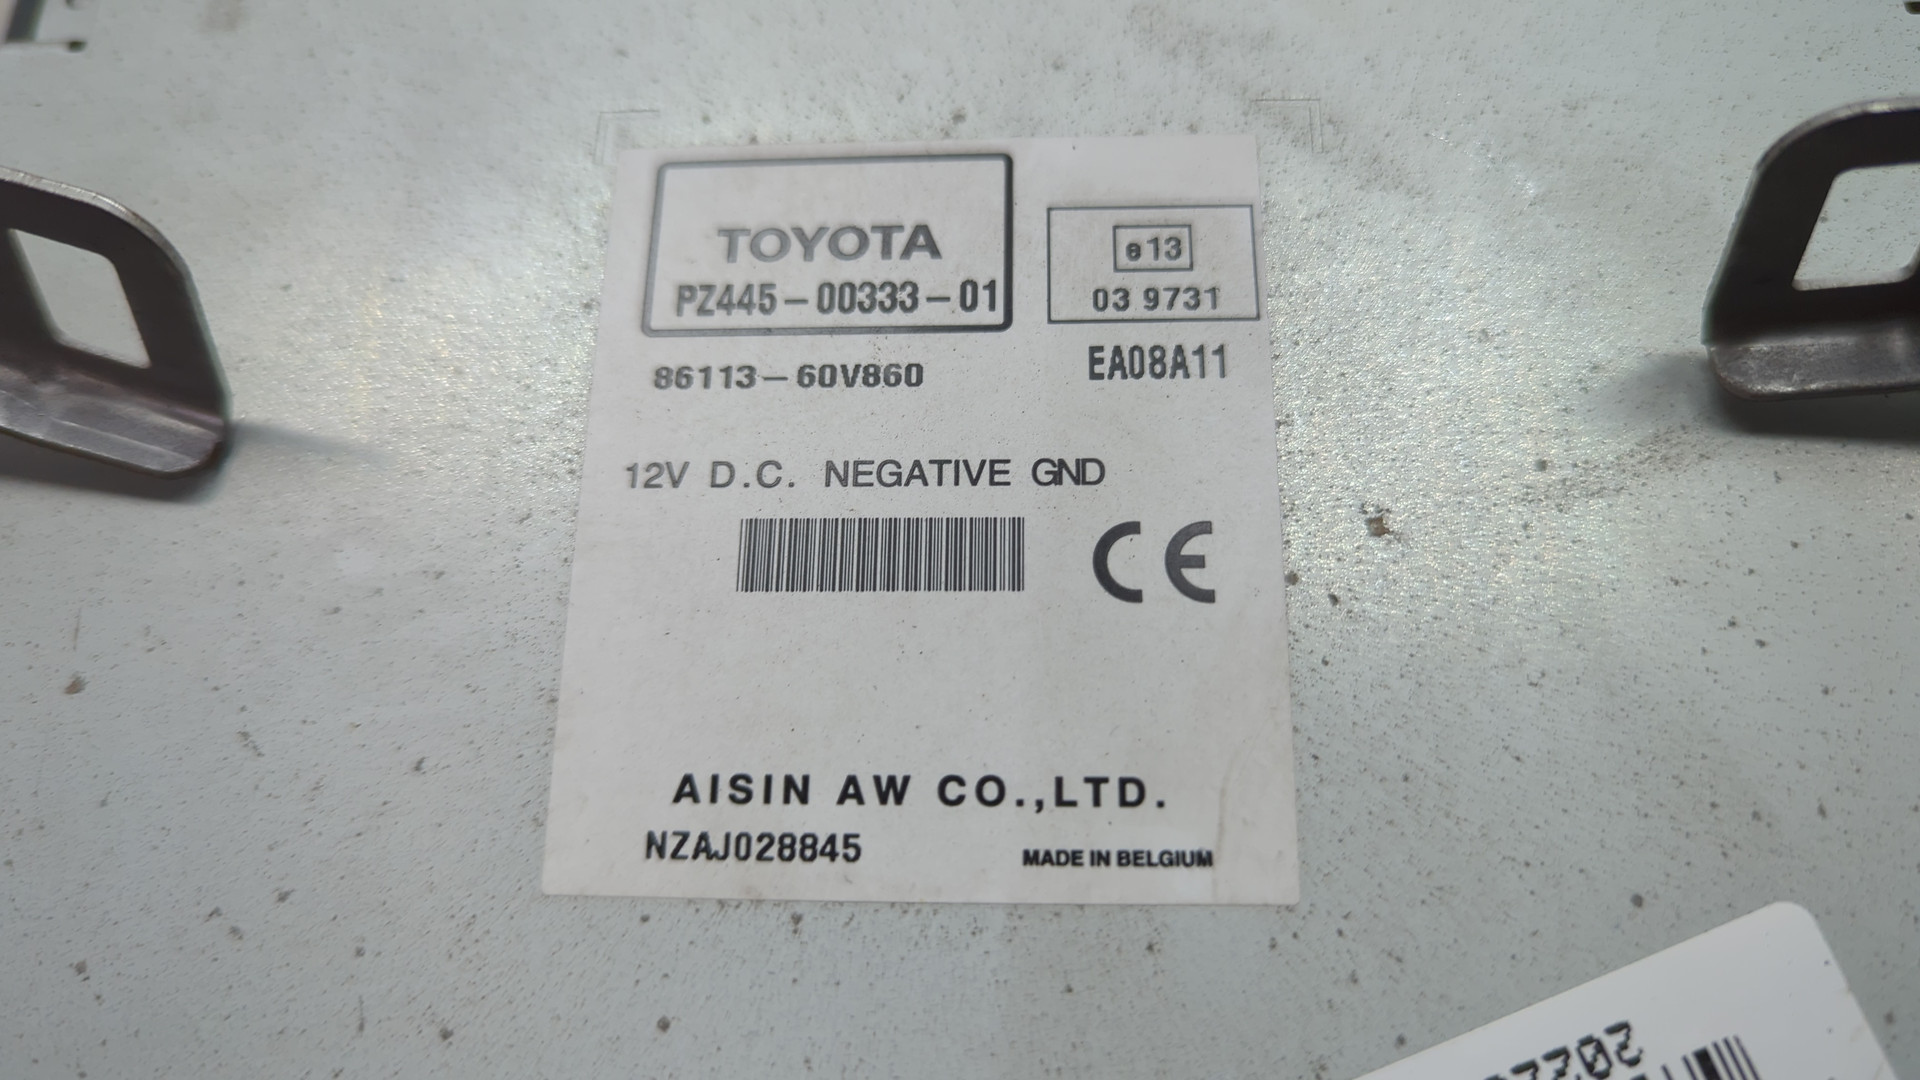 TOYOTA
PZ445-00333-01
e13
03 9731
86113-60V860
EA08A11
12V D.C. NEGATIVE GND
CE
AISIN AW CO.,LTD.
NZAJ028845
MADE IN BELGIUM